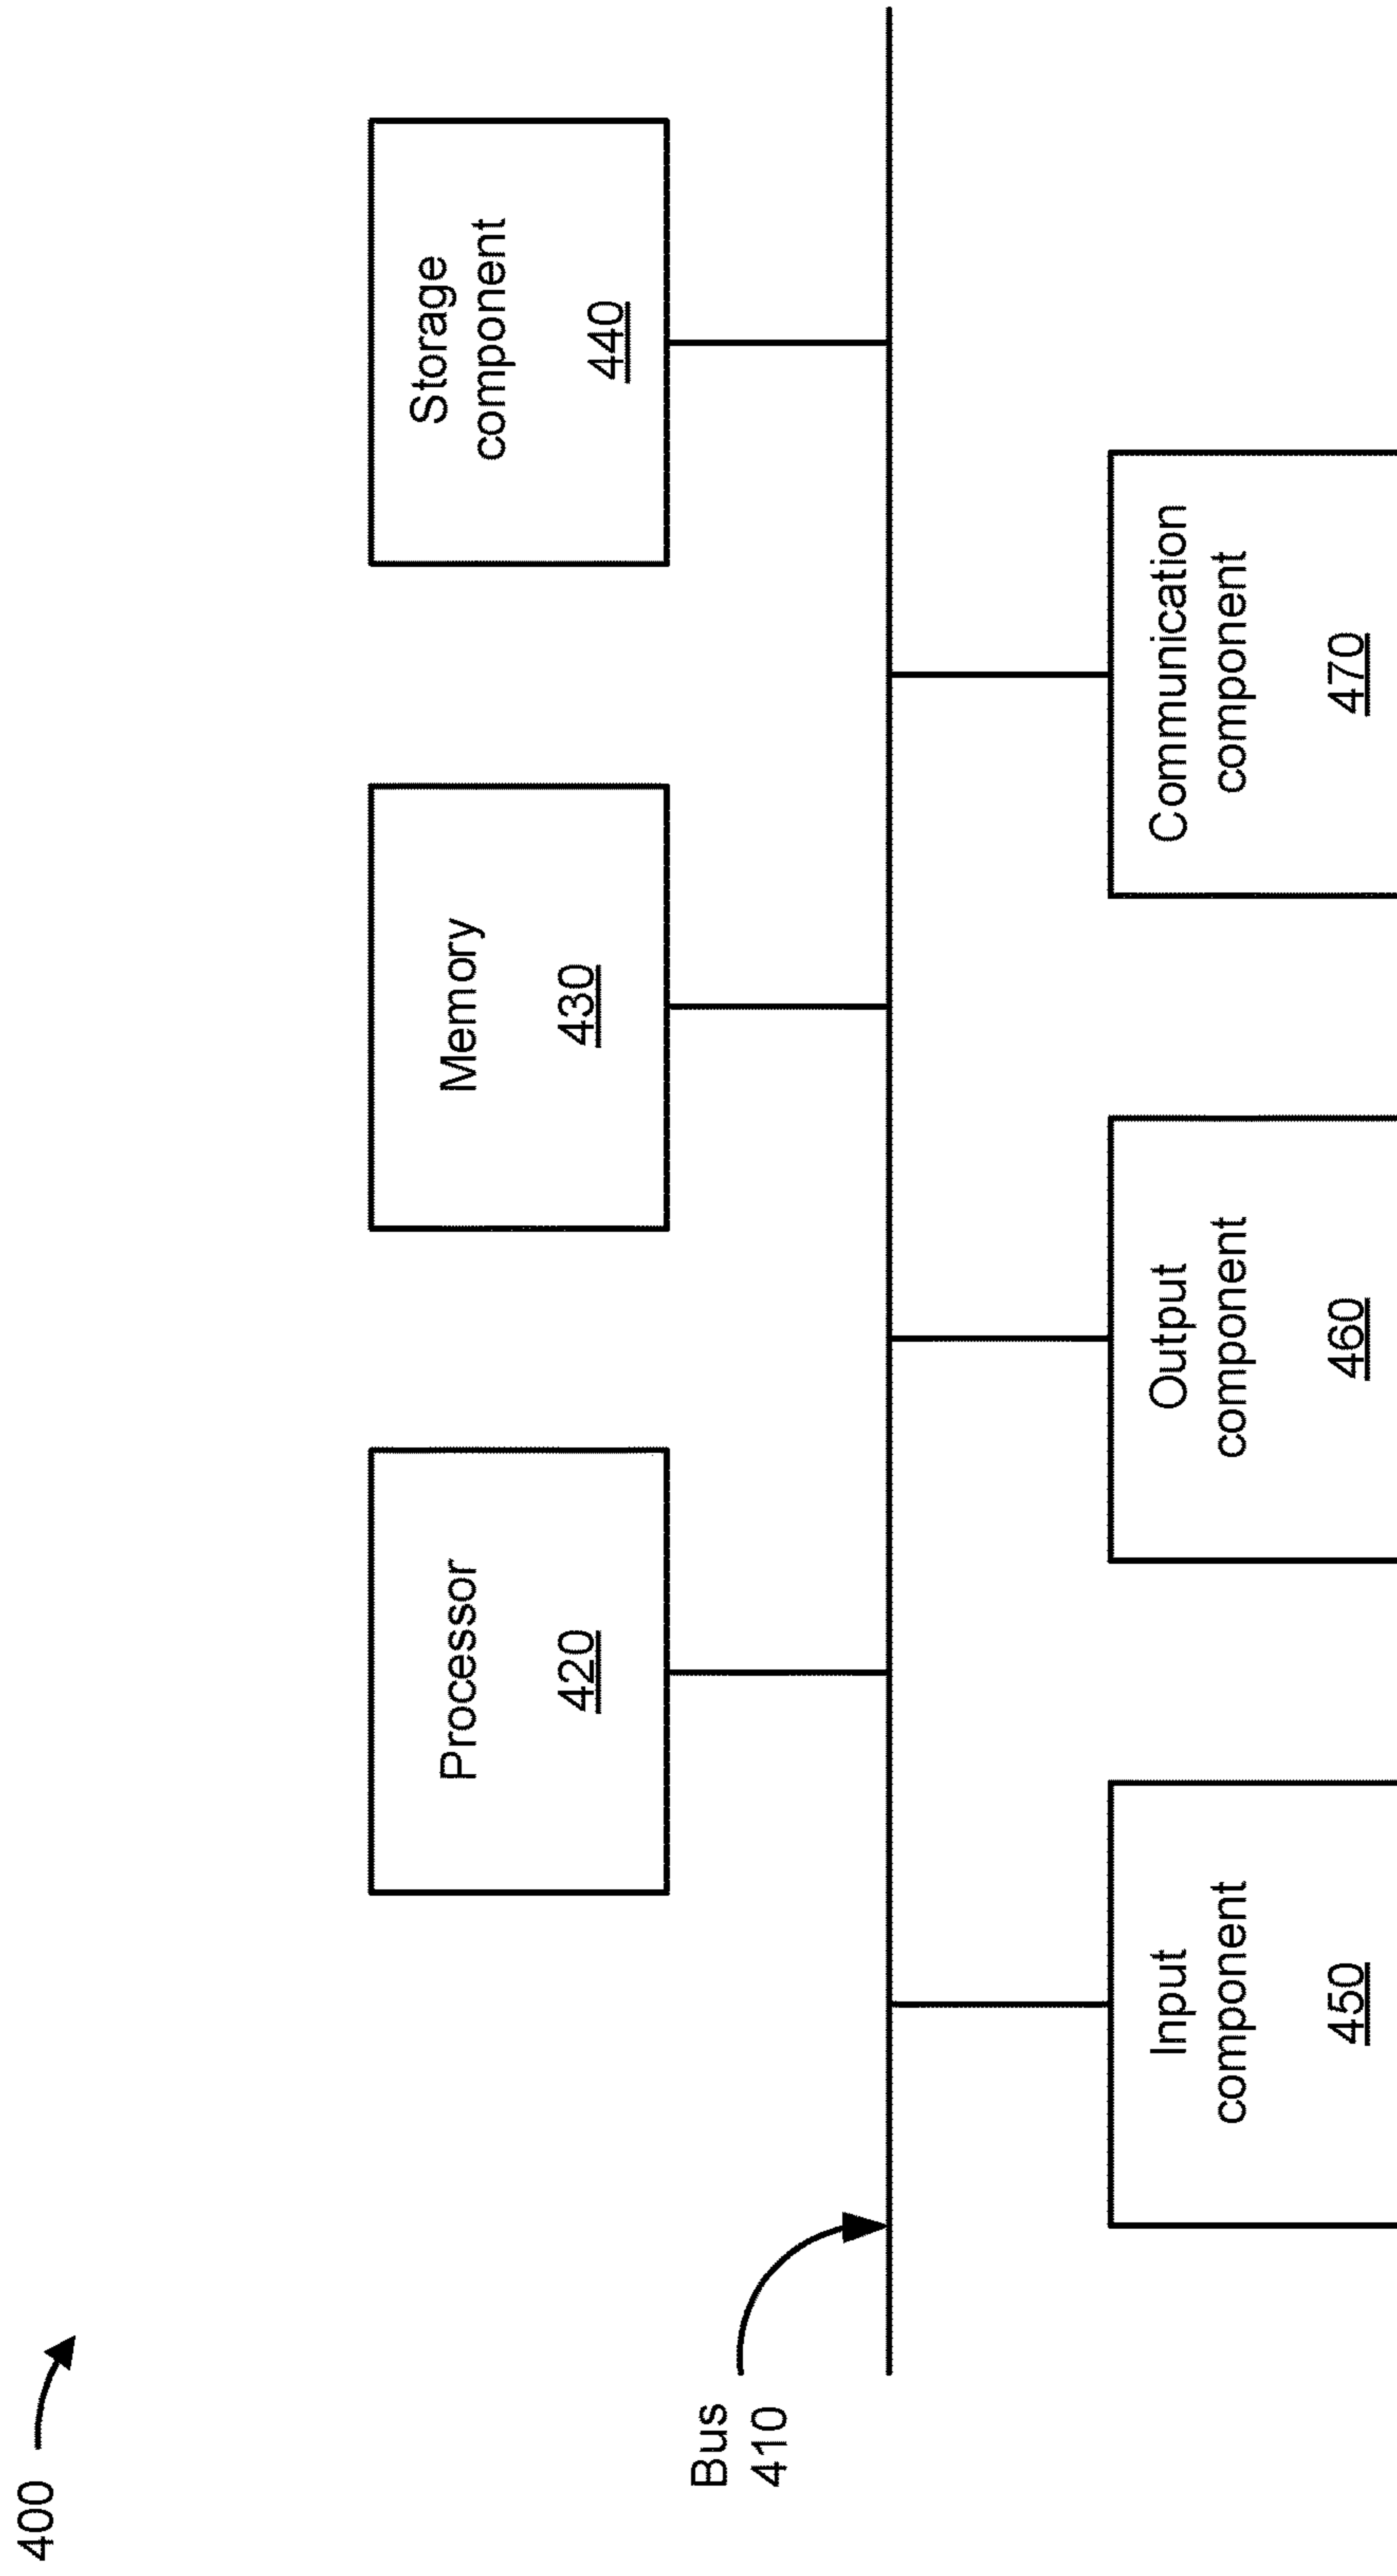 400
Processor
420
Memory
430
Storage
component
440
Bus
410
Input
component
450
Output
component
460
Communication
component
470